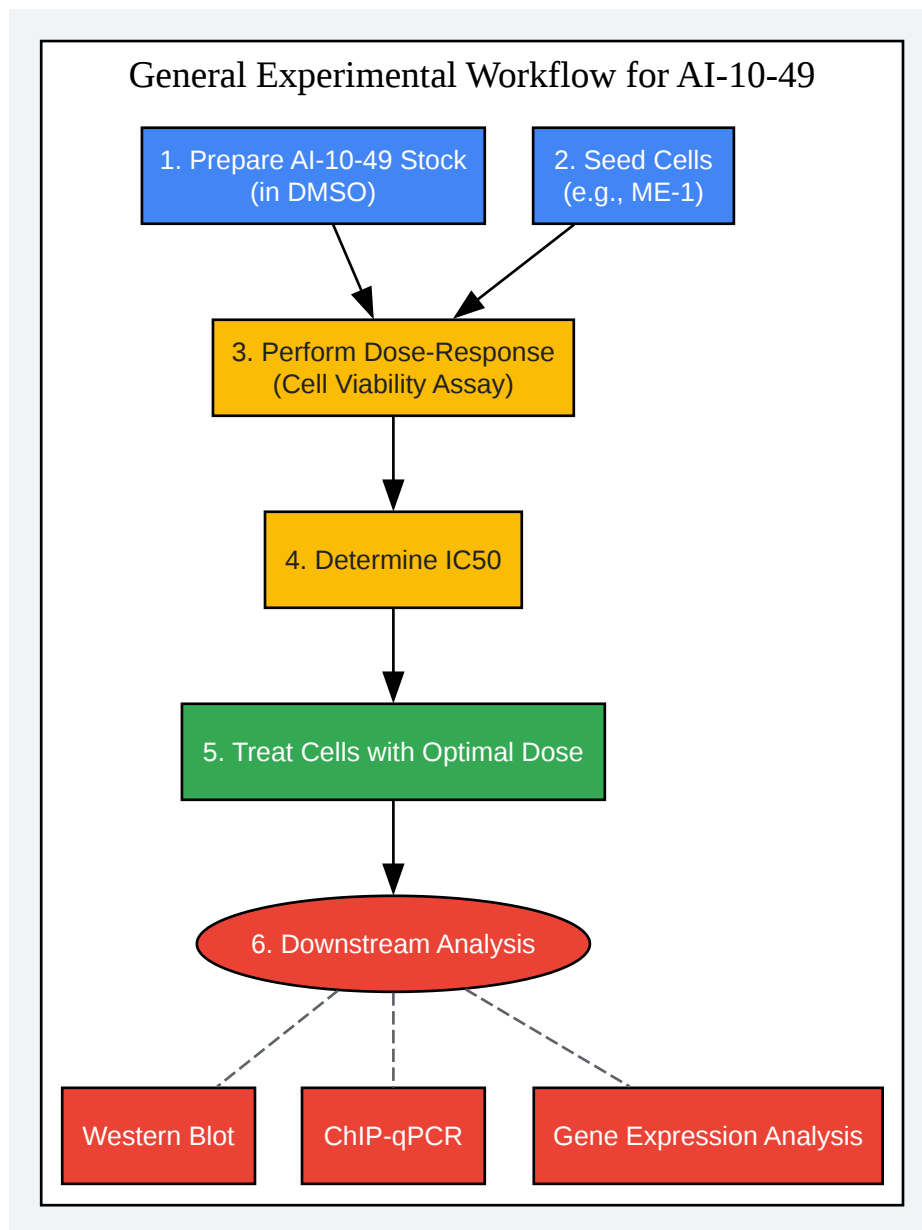 General Experimental Workflow for AI-10-49
1. Prepare AI-10-49 Stock
(in DMSO)
2. Seed Cells
(e.g., ME-1)
3. Perform Dose-Response
(Cell Viability Assay)
4. Determine IC50
5. Treat Cells with Optimal Dose
6. Downstream Analysis
Western Blot
ChIP-qPCR
Gene Expression Analysis